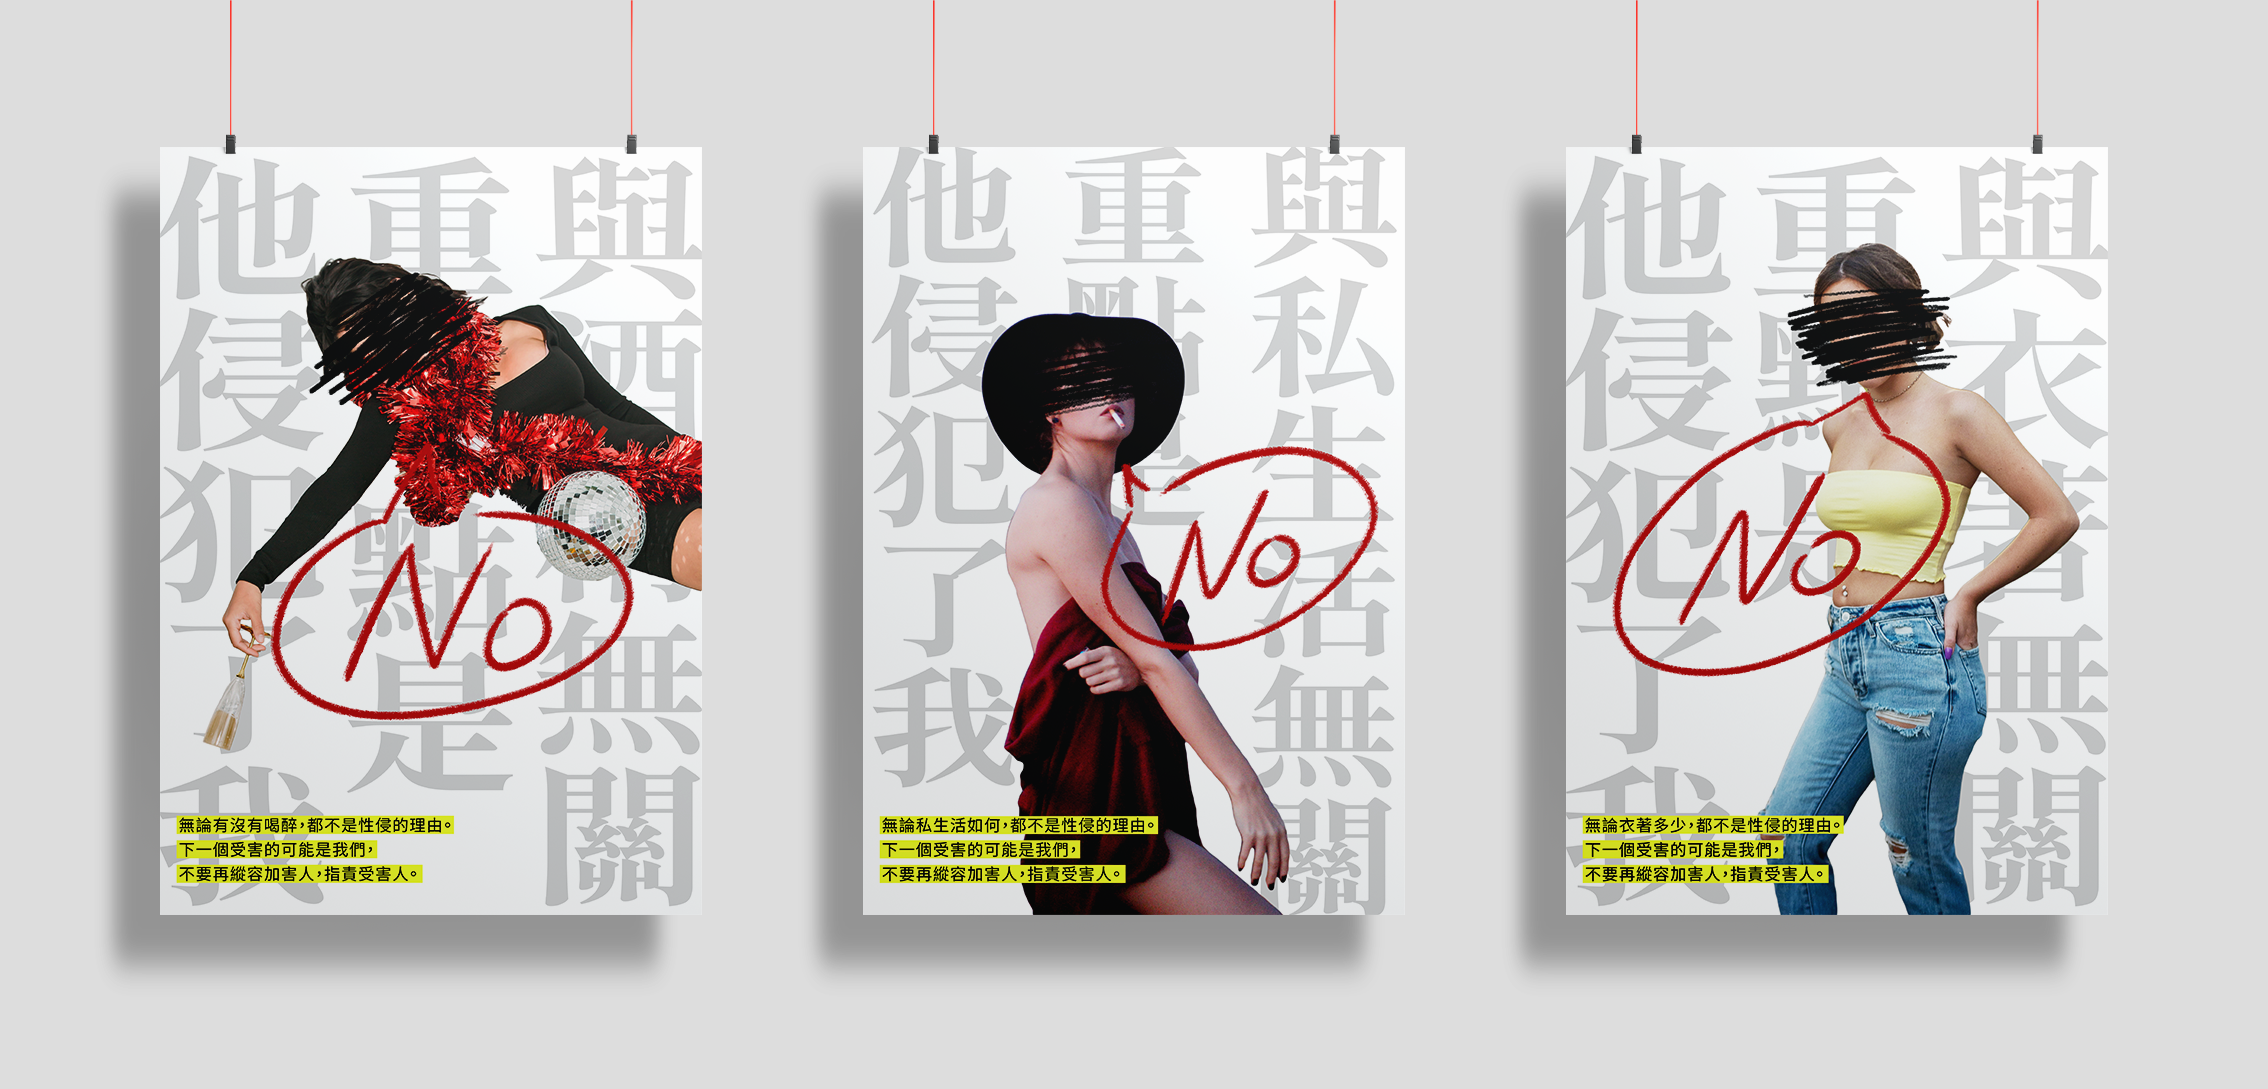 他侵犯了我
重點是
與酒精無關
No
無論有沒有喝醉，都不是性侵的理由。
下一個受害的可能是我們，
不要再縱容加害人，指責受害人。
他侵犯了我
重點是
與私生活無關
No
無論私生活如何，都不是性侵的理由。
下一個受害的可能是我們，
不要再縱容加害人，指責受害人。
他侵犯了我
重點是
與衣著無關
No
無論衣著多少，都不是性侵的理由。
下一個受害的可能是我們，
不要再縱容加害人，指責受害人。